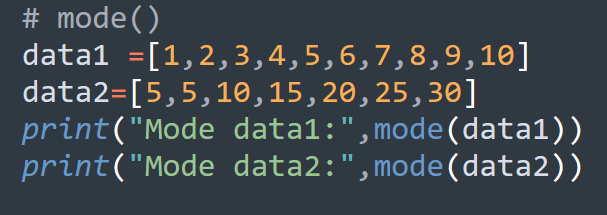 # mode()
data1 =[1,2,3,4,5,6,7,8,9,10]
data2=[5,5,10,15,20,25,30]
print("Mode data1:",mode(data1))
print("Mode data2:",mode(data2))